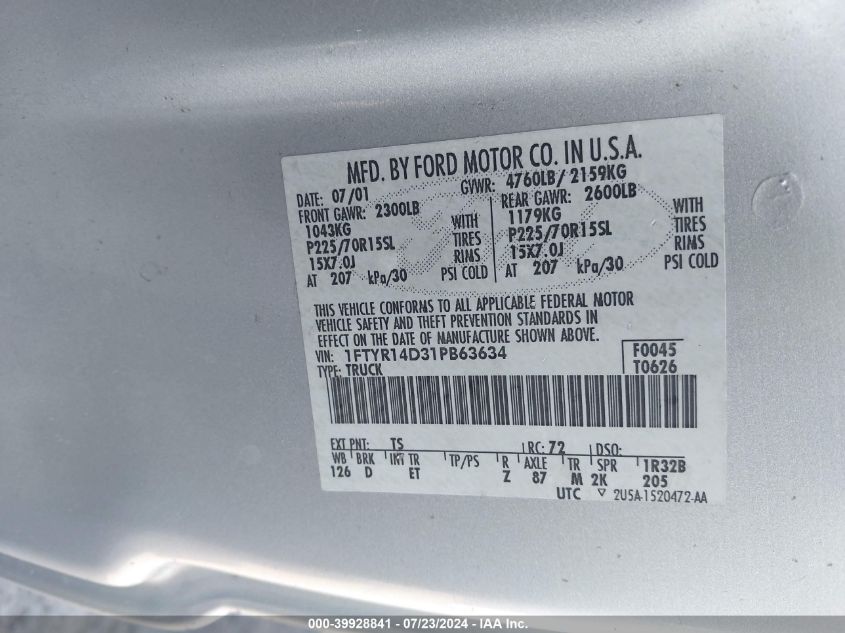 MFD. BY FORD MOTOR CO. IN U.S.A.
DATE: 07/01 GVWR: 4760LB/ 2159KG
FRONT GAWR: 2300LB REAR GAWR: 2600LB
1043KG WITH 1179KG WITH
P225/70R15SL TIRES P225/70R15SL TIRES
15X7.0J RIMS 15X7.0J RIMS
AT 207 kPa/30 PSI COLD AT 207 kPa/30 PSI COLD
THIS VEHICLE CONFORMS TO ALL APPLICABLE FEDERAL MOTOR
VEHICLE SAFETY AND THEFT PREVENTION STANDARDS IN
EFFECT ON THE DATE OF MANUFACTURE SHOWN ABOVE.
VIN: 1FTYR14D31PB63634 F0045
TYPE: TRUCK T0626
EXT PNT: TS RC: 72 DSO:
WB BRK INT TR TP/PS R AXLE TR SPR 1R32B
126 D ET Z 87 M 2K 205
UTC ▽ 2U5A-1520472-AA
000-39928841 / 07/23/2024 - IAA Inc.